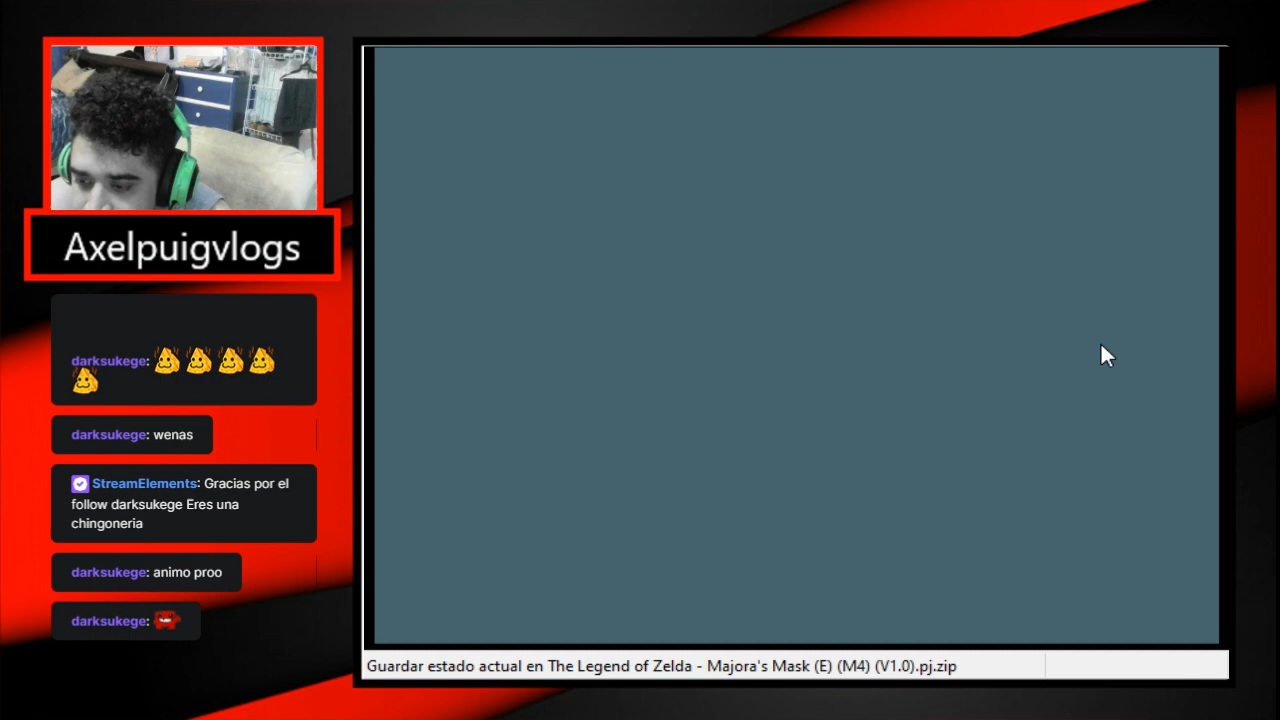 Axelpuigvlogs
darksukege:
darksukege: wenas
StreamElements: Gracias por el
follow darksukege Eres una
chingoneria
darksukege: animo proo
darksukege:
Guardar estado actual en The Legend of Zelda - Majora's Mask (E) (M4) (V1.0).pj.zip